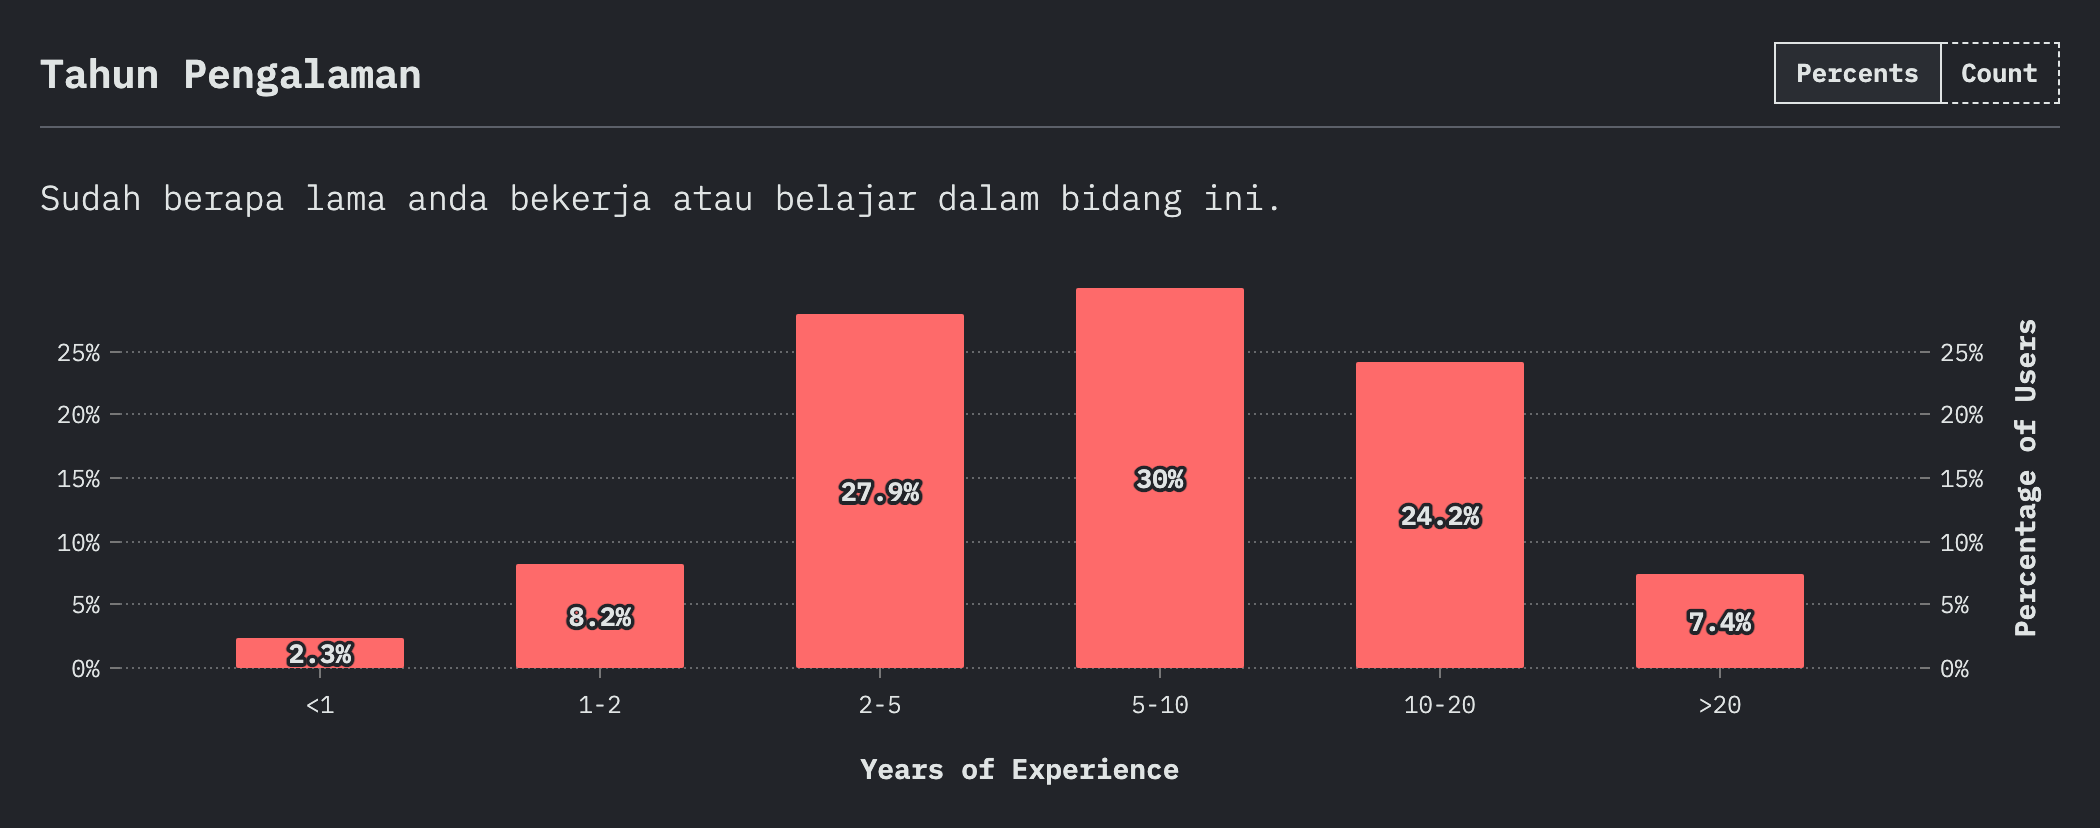 Tahun Pengalaman
Percents Count
Sudah berapa lama anda bekerja atau belajar dalam bidang ini.
25% 25%
20% 20%
15% 15%
10% 10%
5% 5%
0% 0%
2.3% 8.2% 27.9% 30% 24.2% 7.4%
<1 1-2 2-5 5-10 10-20 >20
Years of Experience
Percentage of Users